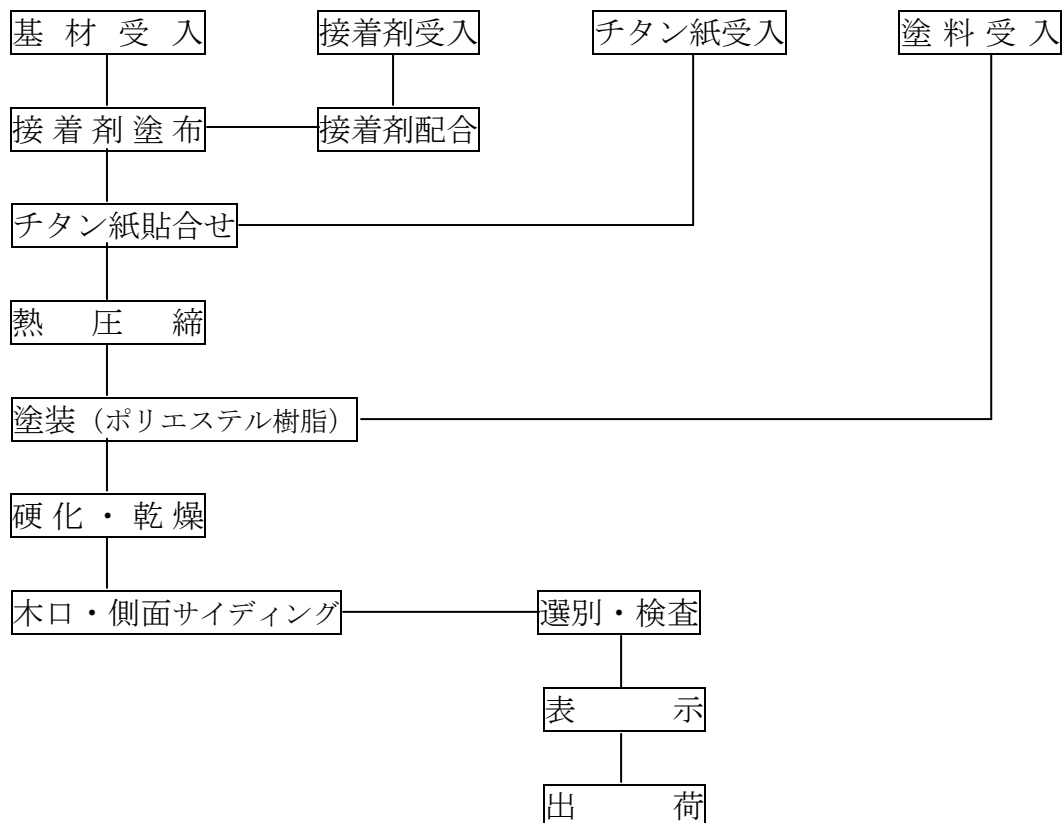 基材受入 接着剤受入 チタン紙受入 塗料受入
接着剤塗布 接着剤配合
チタン紙貼合せ
熱圧締
塗装（ポリエステル樹脂）
硬化・乾燥
木口・側面サイディング 選別・検査
表示
出荷